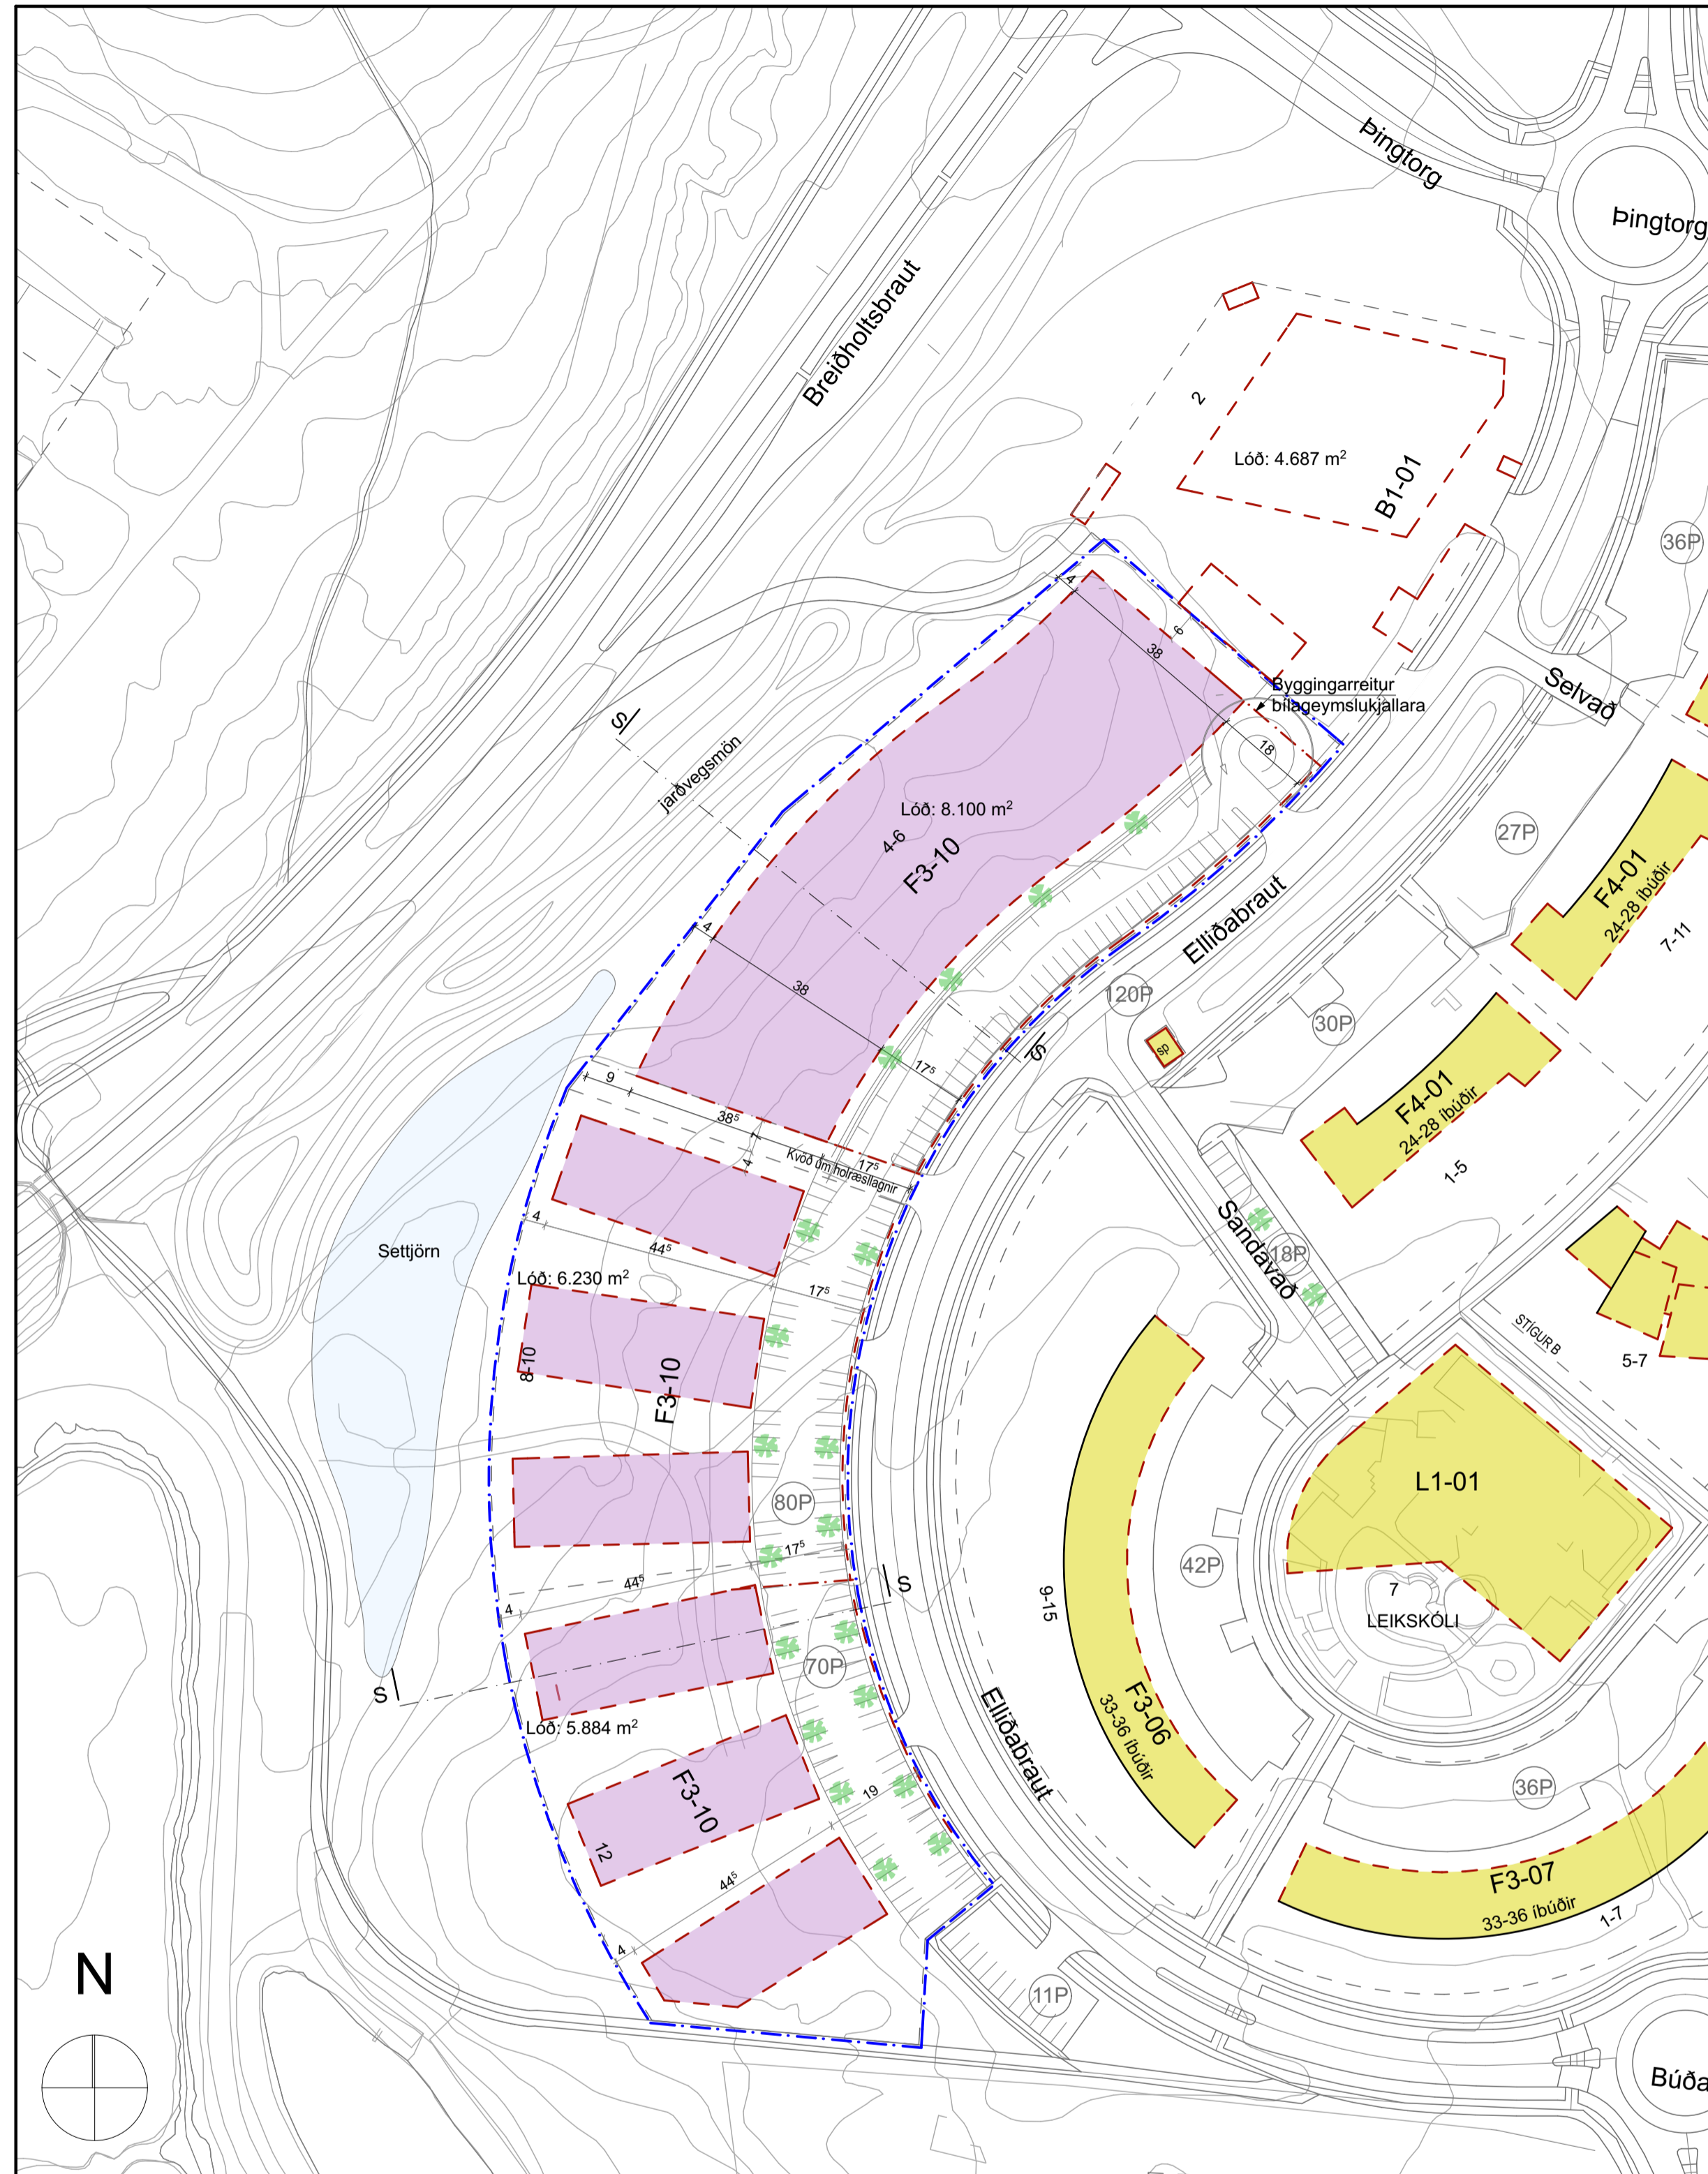 Þingtorg
Þingtorg
Breiðholtsbraut
2
Lóð: 4.687 m²
B1-01
36P
Selvað
4
6
38
Byggingarreitur
bílageymslukjallara
18
S
jarðvegsmön
Lóð: 8.100 m²
4-6
F3-10
27P
F4-01
24-28 íbúðir
7-11
Elliðabraut
4
38
120P
30P
sp
S
17⁵
9
38⁵
F4-01
24-28 íbúðir
1-5
4
7
Kvöð um holræsilagnir
17⁵
Sandavað
18P
4
44⁵
Settjörn
Lóð: 6.230 m²
17⁵
STÍGUR B
5-7
8-10
F3-10
L1-01
80P
17⁵
44⁵
4
S
42P
7
LEIKSKÓLI
9-15
70P
S
Lóð: 5.884 m²
F3-06
33-36 íbúðir
Elliðabraut
F3-10
12
19
36P
44⁵
F3-07
33-36 íbúðir
1-7
4
N
11P
Búða